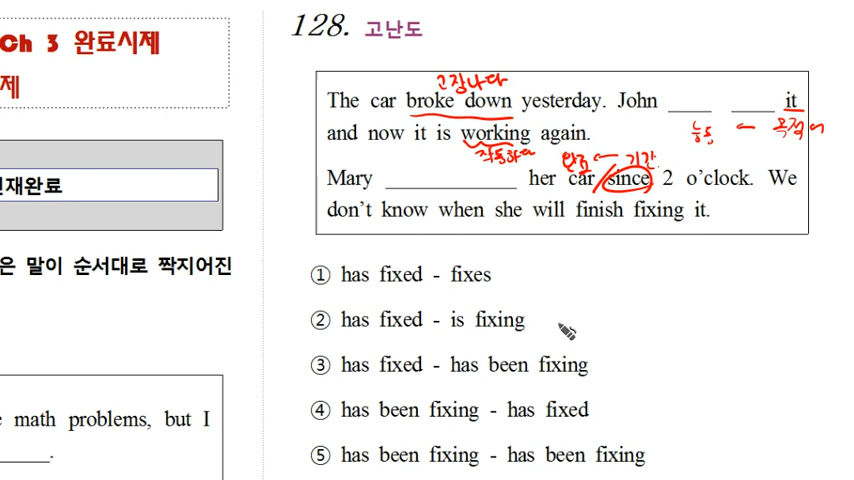 Ch 3 완료시제
제
현재완료
은 말이 순서대로 짝지어진
e math problems, but I
____.
128. 고난도
고장나다
The car broke down yesterday. John ____ ____ it
능동 ← 목적어
and now it is working again.
작동하다
완료 ← 기간
Mary ____________ her car since 2 o’clock. We
don’t know when she will finish fixing it.
① has fixed - fixes
② has fixed - is fixing
③ has fixed - has been fixing
④ has been fixing - has fixed
⑤ has been fixing - has been fixing